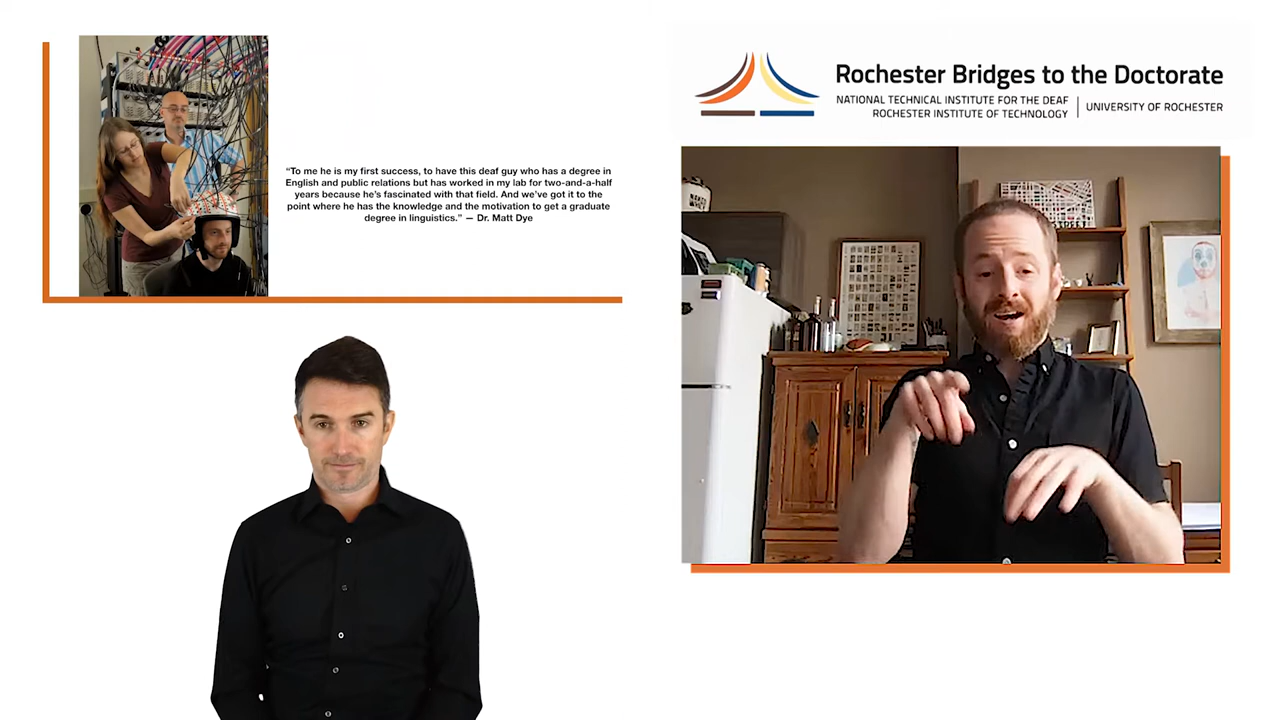 “To me he is my first success, to have this deaf guy who has a degree in
English and public relations but has worked in my lab for two-and-a-half
years because he’s fascinated with that field. And we’ve got it to the
point where he has the knowledge and the motivation to get a graduate
degree in linguistics.” — Dr. Matt Dye
Rochester Bridges to the Doctorate
NATIONAL TECHNICAL INSTITUTE FOR THE DEAF
ROCHESTER INSTITUTE OF TECHNOLOGY
UNIVERSITY OF ROCHESTER